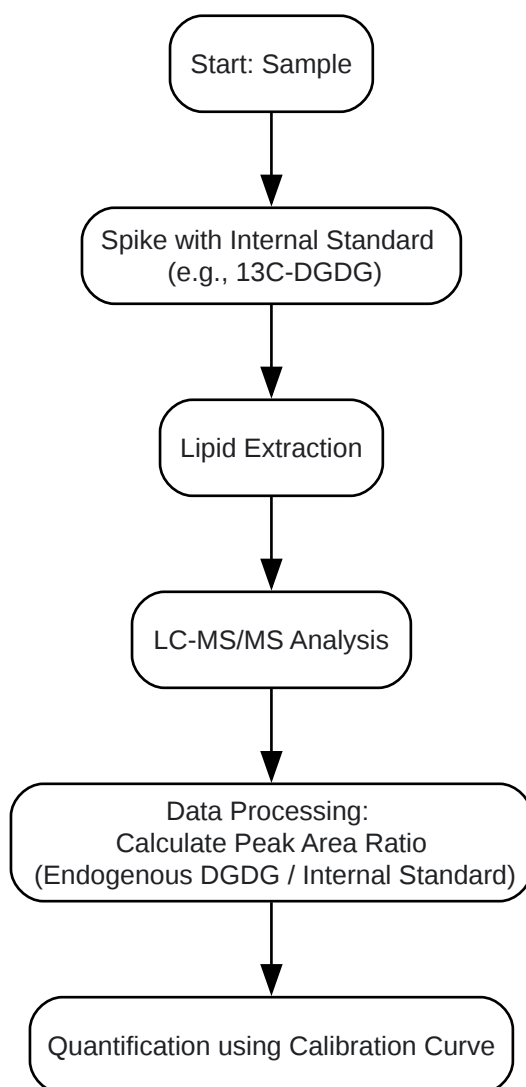 Start: Sample
Spike with Internal Standard
(e.g., 13C-DGDG)
Lipid Extraction
LC-MS/MS Analysis
Data Processing:
Calculate Peak Area Ratio
(Endogenous DGDG / Internal Standard)
Quantification using Calibration Curve